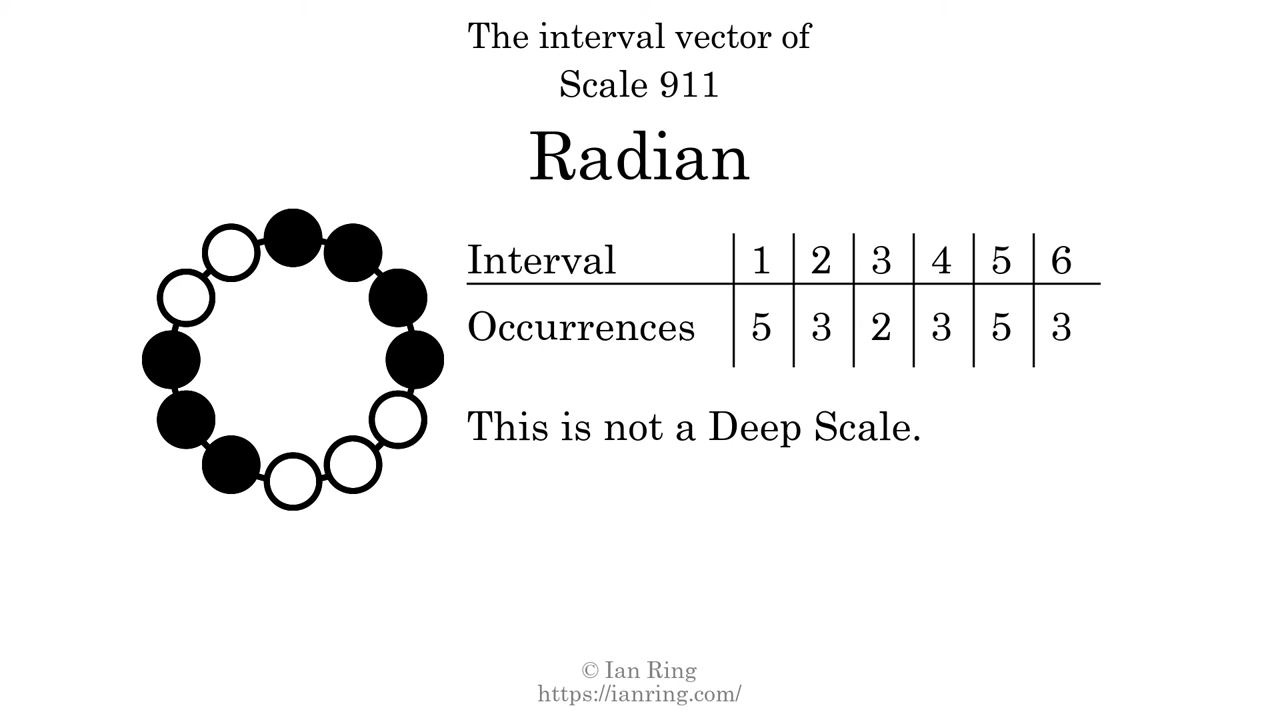 The interval vector of
Scale 911
Radian
Interval 1 2 3 4 5 6
Occurrences 5 3 2 3 5 3
This is not a Deep Scale.
© Ian Ring
https://ianring.com/